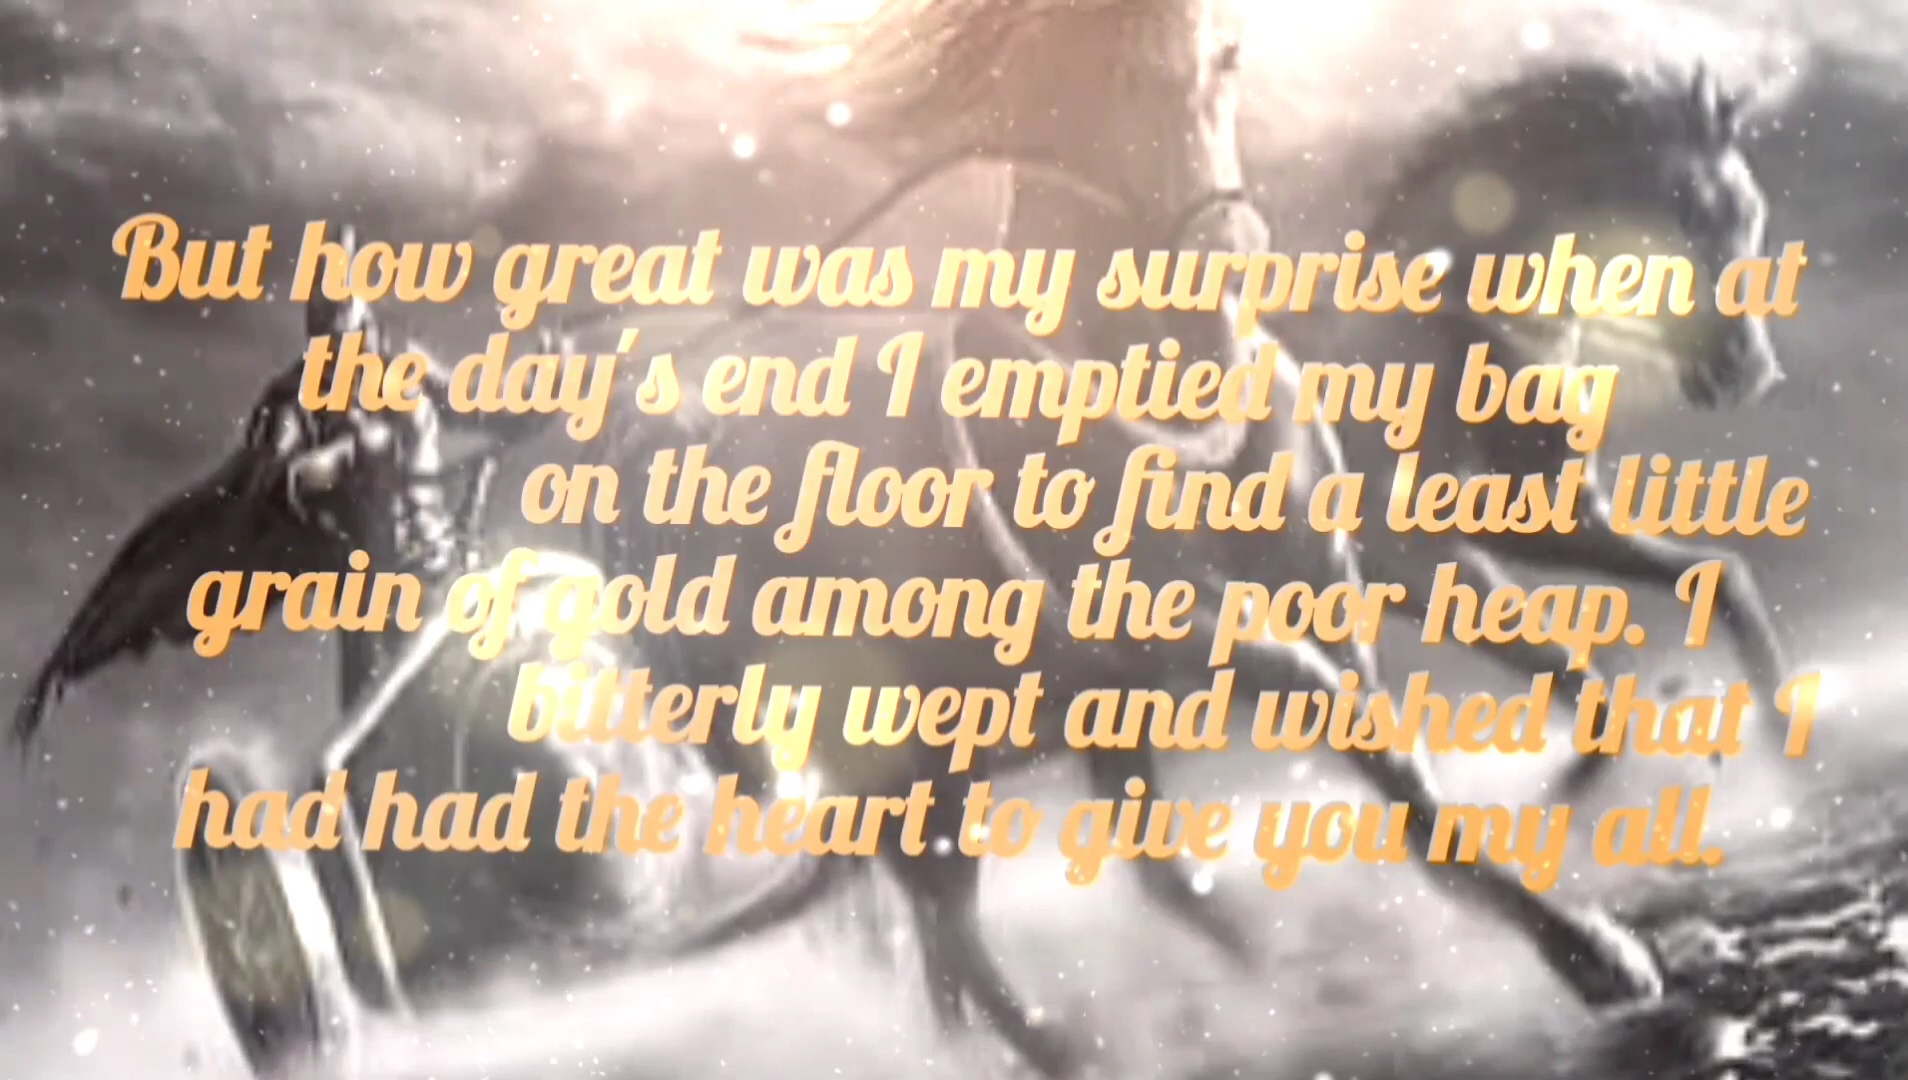 But how great was my surprise when at
the day's end I emptied my bag
on the floor to find a least little
grain of gold among the poor heap. I
bitterly wept and wished that I
had had the heart to give you my all.